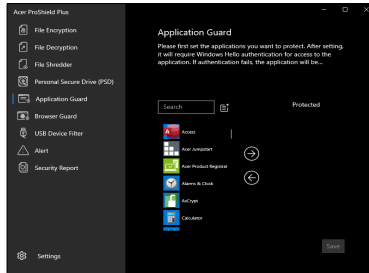 Acer ProShield Plus
File Encryption
File Decryption
File Shredder
Personal Secure Drive (PSD)
Application Guard
Browser Guard
USB Device Filter
Alert
Security Report
Settings
Application Guard
Please first set the applications you want to protect. After setting,
it will require Windows Hello authentication for access to the
application. If authentication fails, the application will be...
Search
Protected
Access
Acer Jumpstart
Acer Product Registrat
Alarms & Clock
AxCrypt
Calculator
Save